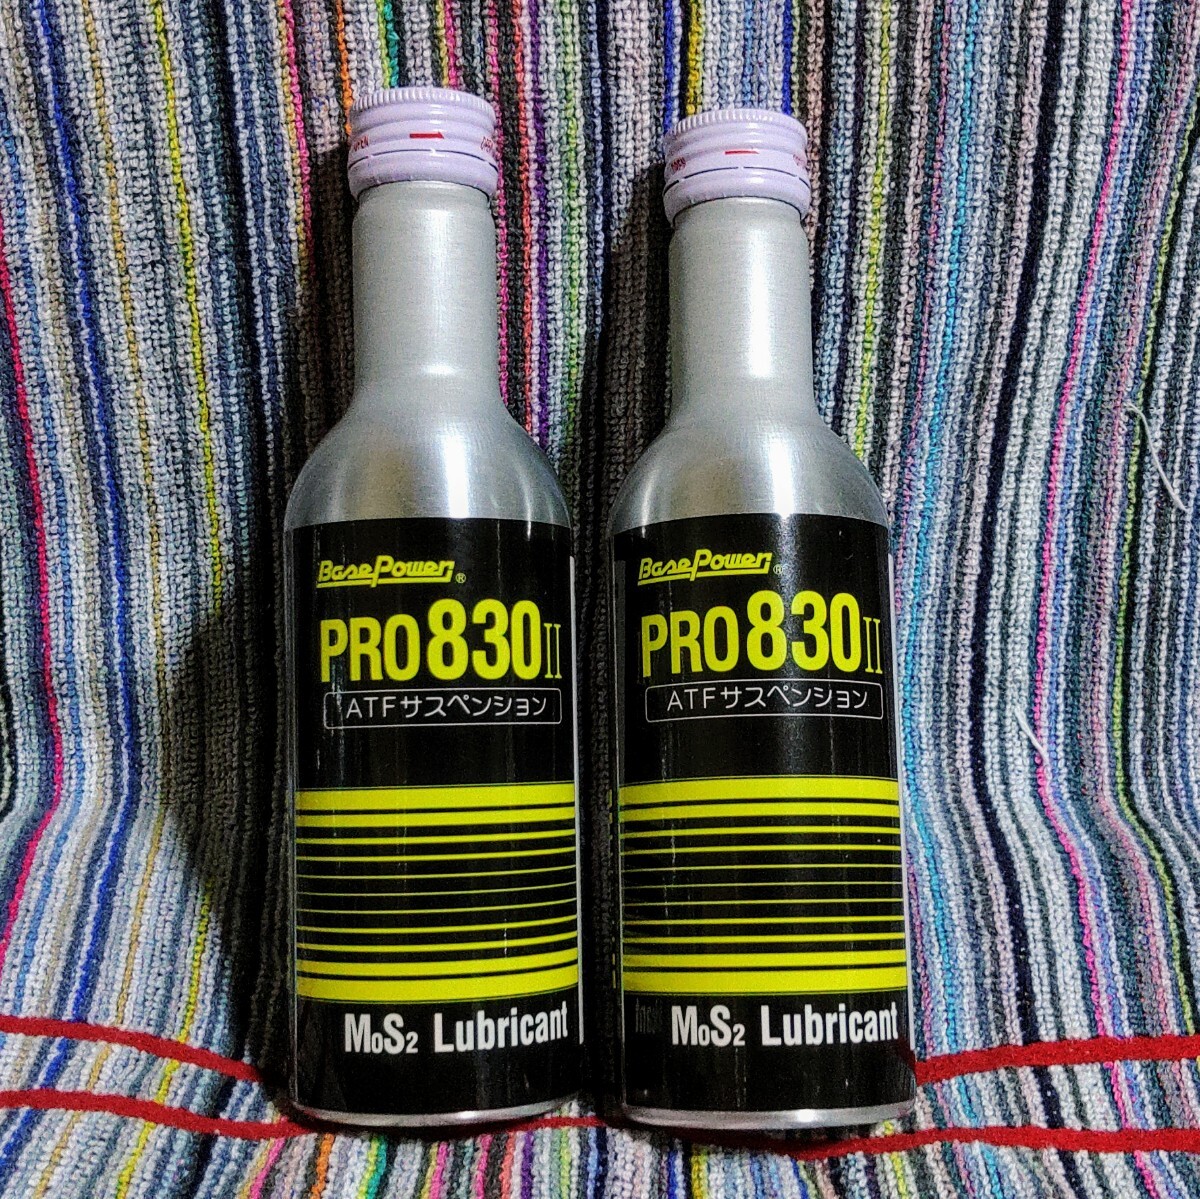 BasePower®
PRO830II
ATFサスペンション
MoS2 Lubricant
BasePower®
PRO830II
ATFサスペンション
MoS2 Lubricant